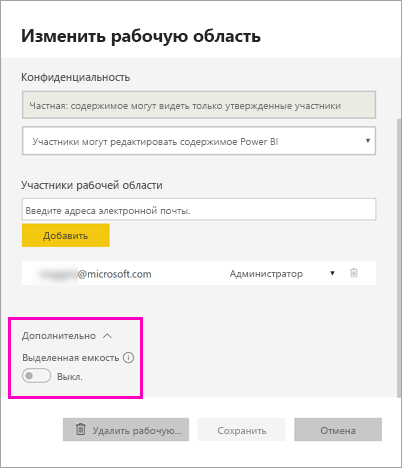 Изменить рабочую область
Конфиденциальность
Частная: содержимое могут видеть только утвержденные участники
Участники могут редактировать содержимое Power BI
Участники рабочей области
Введите адреса электронной почты.
Добавить
@microsoft.com Администратор
Дополнительно
Выделенная емкость
Выкл.
Удалить рабочую... Сохранить Отмена